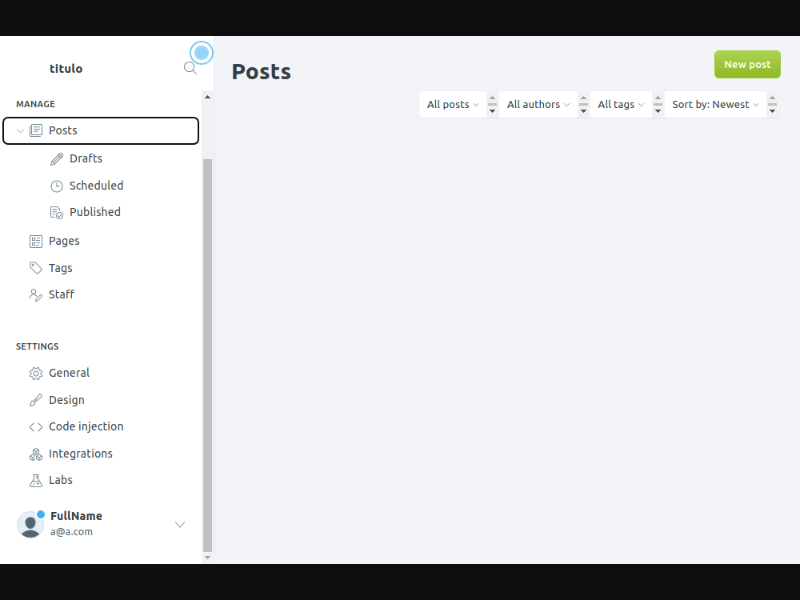 titulo
MANAGE
Posts
Drafts
Scheduled
Published
Pages
Tags
Staff
SETTINGS
General
Design
Code injection
Integrations
Labs
FullName
a@a.com
Posts
New post
All posts
All authors
All tags
Sort by: Newest